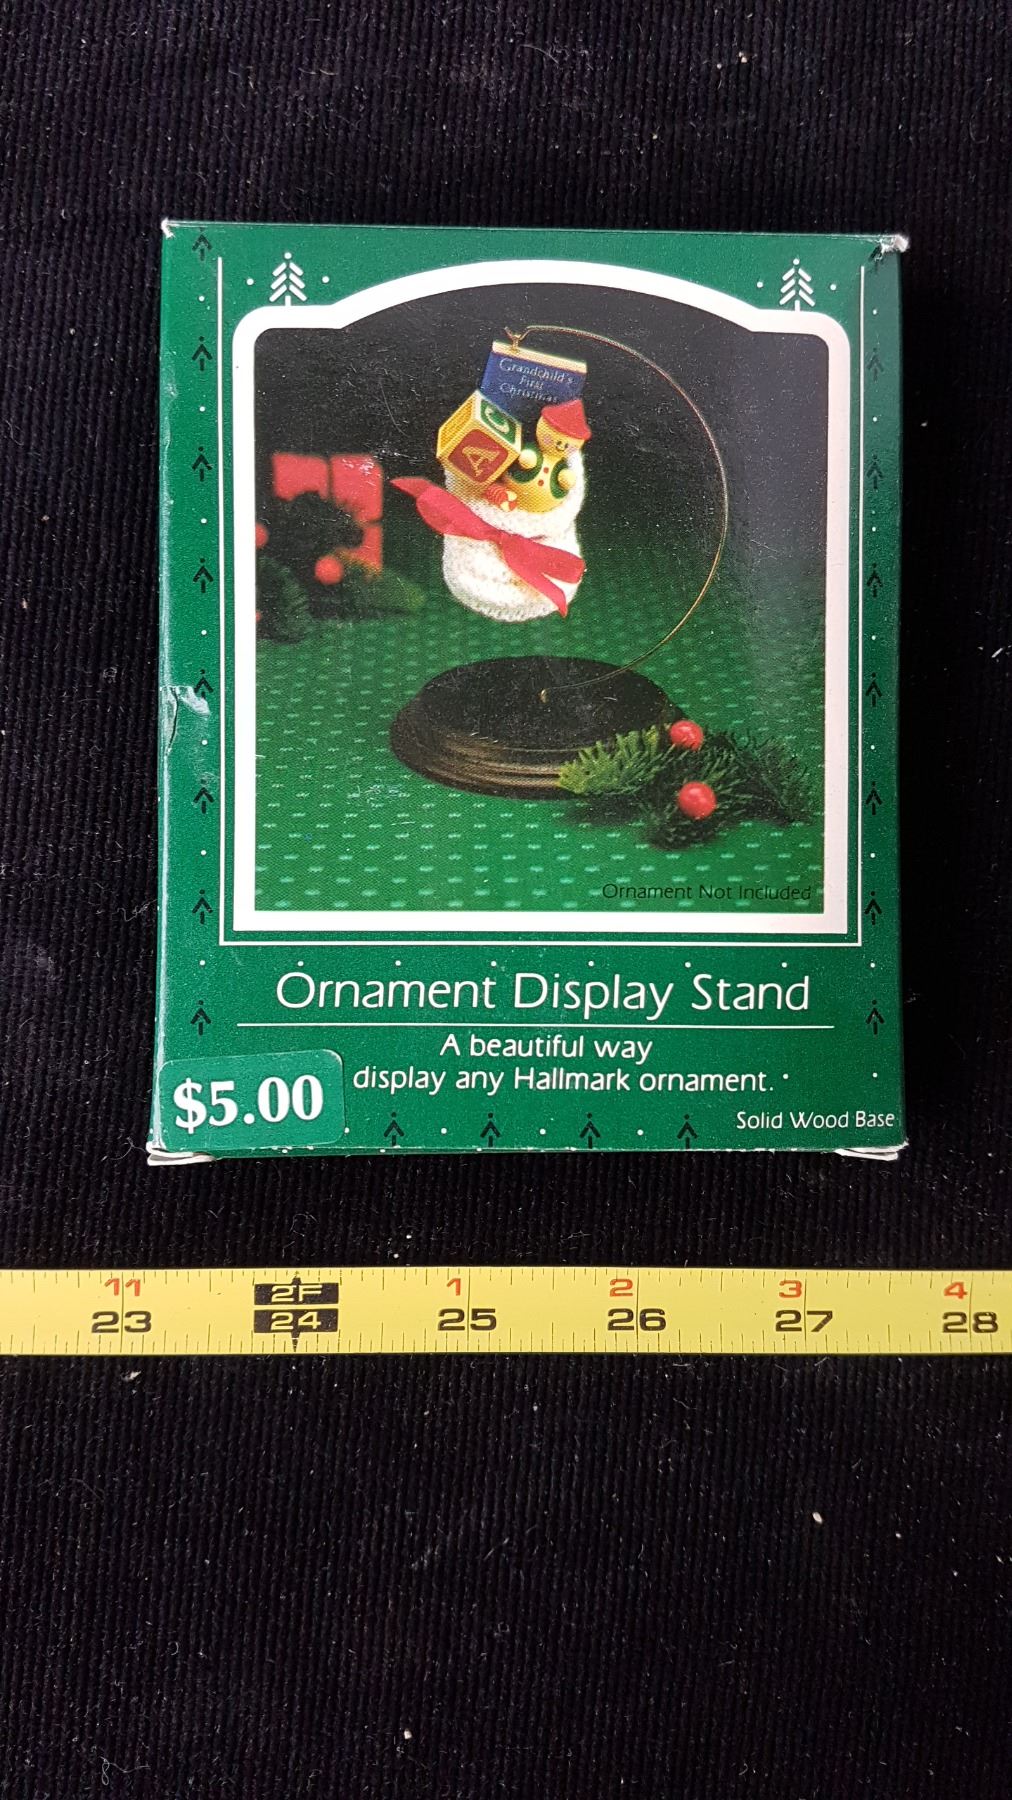 Grandchild's
First
Christmas
C
A
Ornament Not Included
Ornament Display Stand
A beautiful way
display any Hallmark ornament.
$5.00
Solid Wood Base
11 2F 1 2 3 4
23 24 25 26 27 28